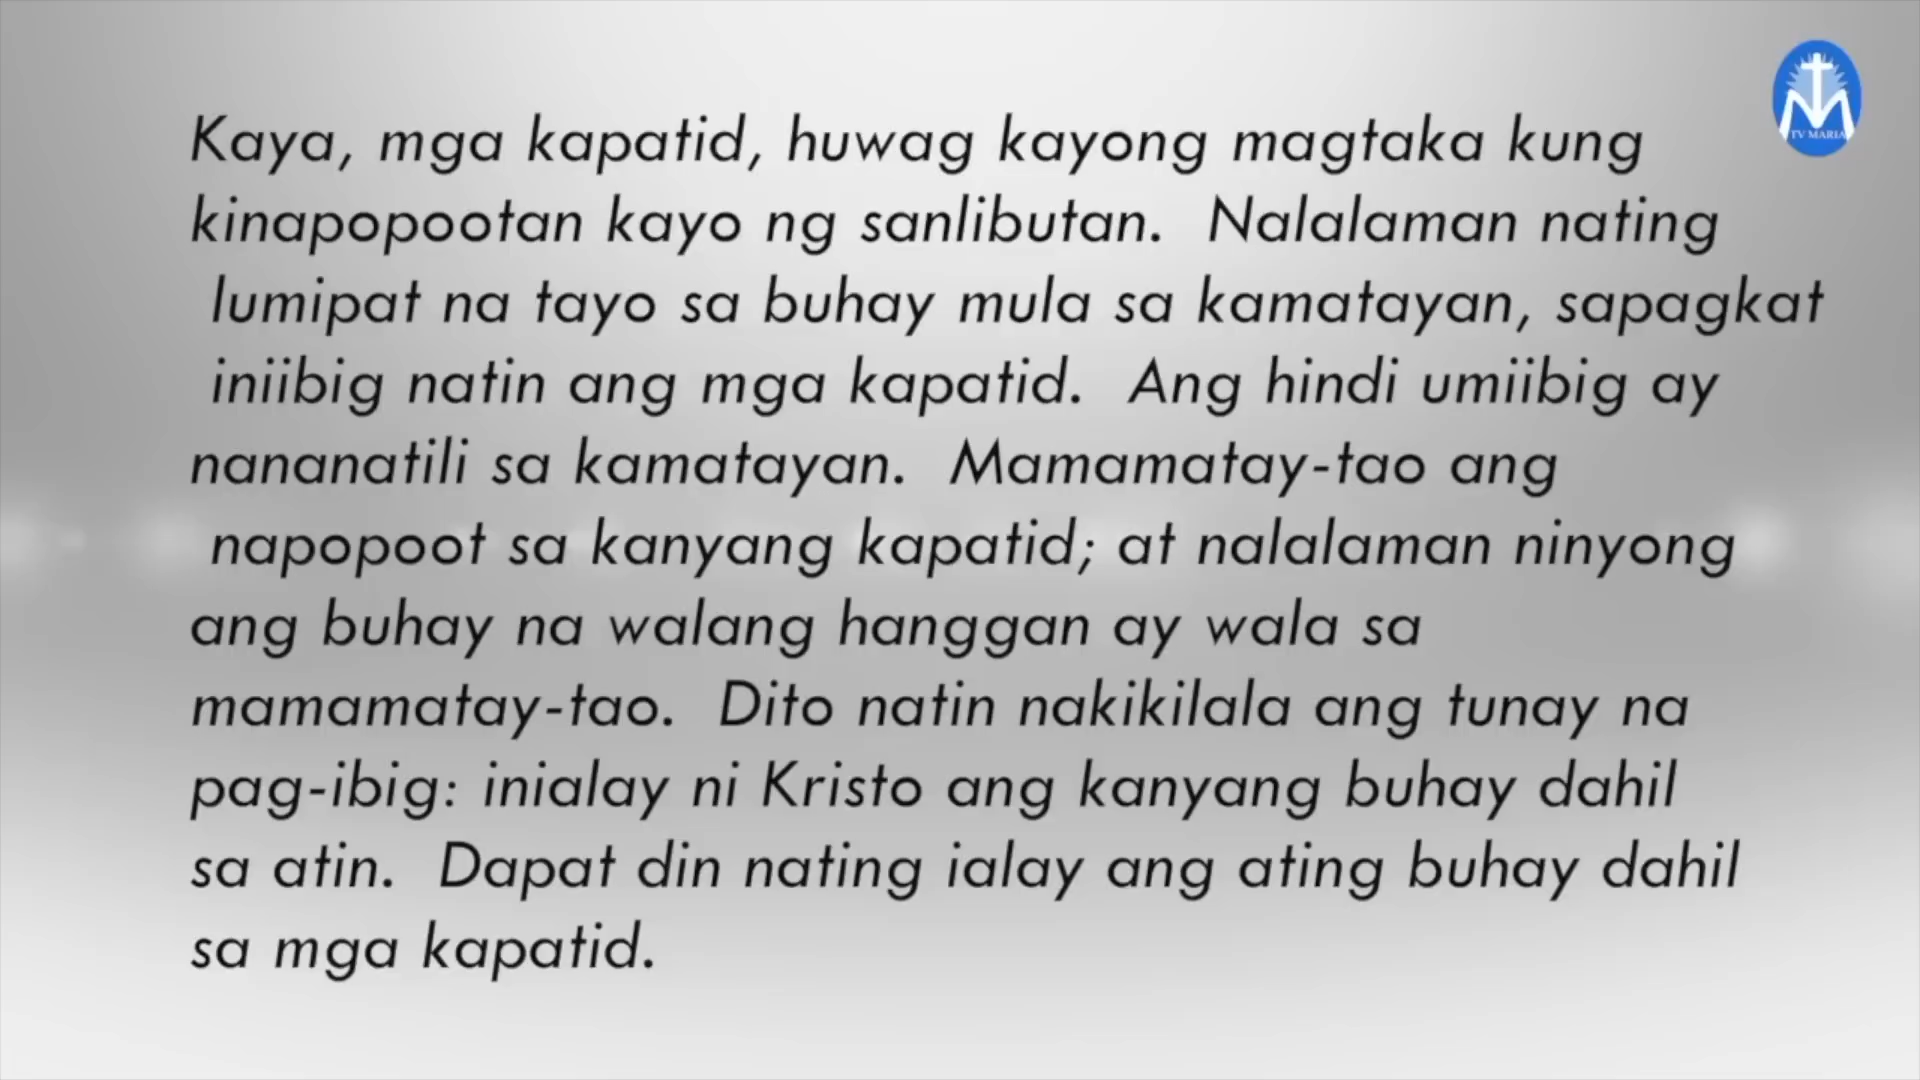 Kaya, mga kapatid, huwag kayong magtaka kung
kinapopootan kayo ng sanlibutan. Nalalaman nating
lumipat na tayo sa buhay mula sa kamatayan, sapagkat
iniibig natin ang mga kapatid. Ang hindi umiibig ay
nananatili sa kamatayan. Mamamatay-tao ang
napopoot sa kanyang kapatid; at nalalaman ninyong
ang buhay na walang hanggan ay wala sa
mamamatay-tao. Dito natin nakikilala ang tunay na
pag-ibig: inialay ni Kristo ang kanyang buhay dahil
sa atin. Dapat din nating ialay ang ating buhay dahil
sa mga kapatid.
TV MARIA